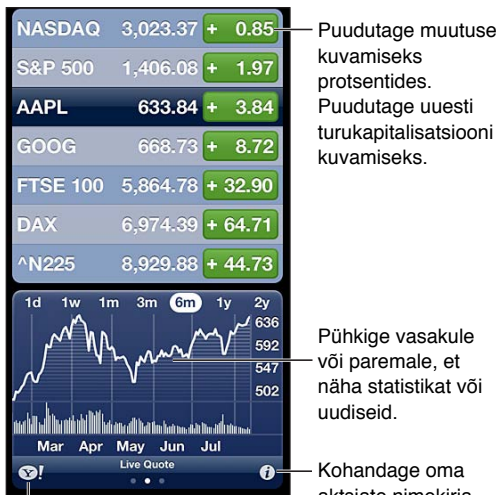 NASDAQ 3,023.37 + 0.85
S&P 500 1,406.08 + 1.97
AAPL 633.84 + 3.84
GOOG 668.73 + 8.72
FTSE 100 5,864.78 + 32.90
DAX 6,974.39 + 64.71
^N225 8,929.88 + 44.73
Puudutage muutuse
kuvamiseks
protsentides.
Puudutage uuesti
turukapitalisatsiooni
kuvamiseks.
1d 1w 1m 3m 6m 1y 2y
636
592
547
502
Mar Apr May Jun Jul
Live Quote
Y!
i
Pühkige vasakule
või paremale, et
näha statistikat või
uudiseid.
Kohandage oma
aktsiate nimekirja